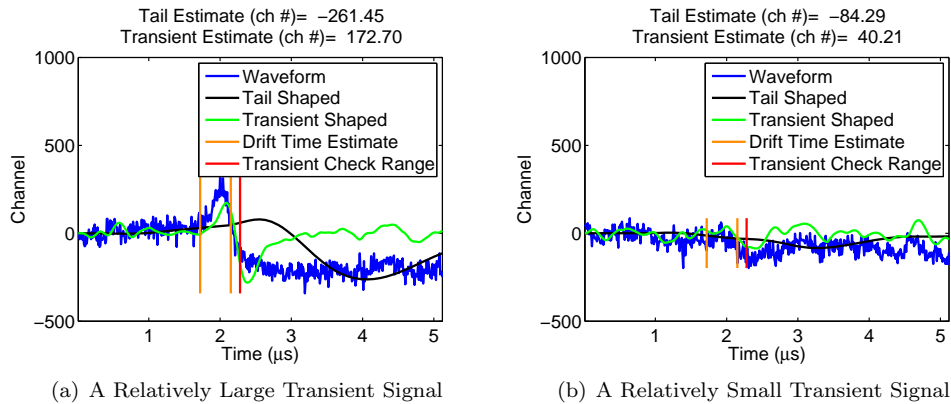 Tail Estimate (ch #)= −261.45
Transient Estimate (ch #)= 172.70
1000
500
0
−500
Channel
Waveform
Tail Shaped
Transient Shaped
Drift Time Estimate
Transient Check Range
1 2 3 4 5
Time (μs)
(a) A Relatively Large Transient Signal
Tail Estimate (ch #)= −84.29
Transient Estimate (ch #)= 40.21
1000
500
0
−500
Channel
Waveform
Tail Shaped
Transient Shaped
Drift Time Estimate
Transient Check Range
1 2 3 4 5
Time (μs)
(b) A Relatively Small Transient Signal